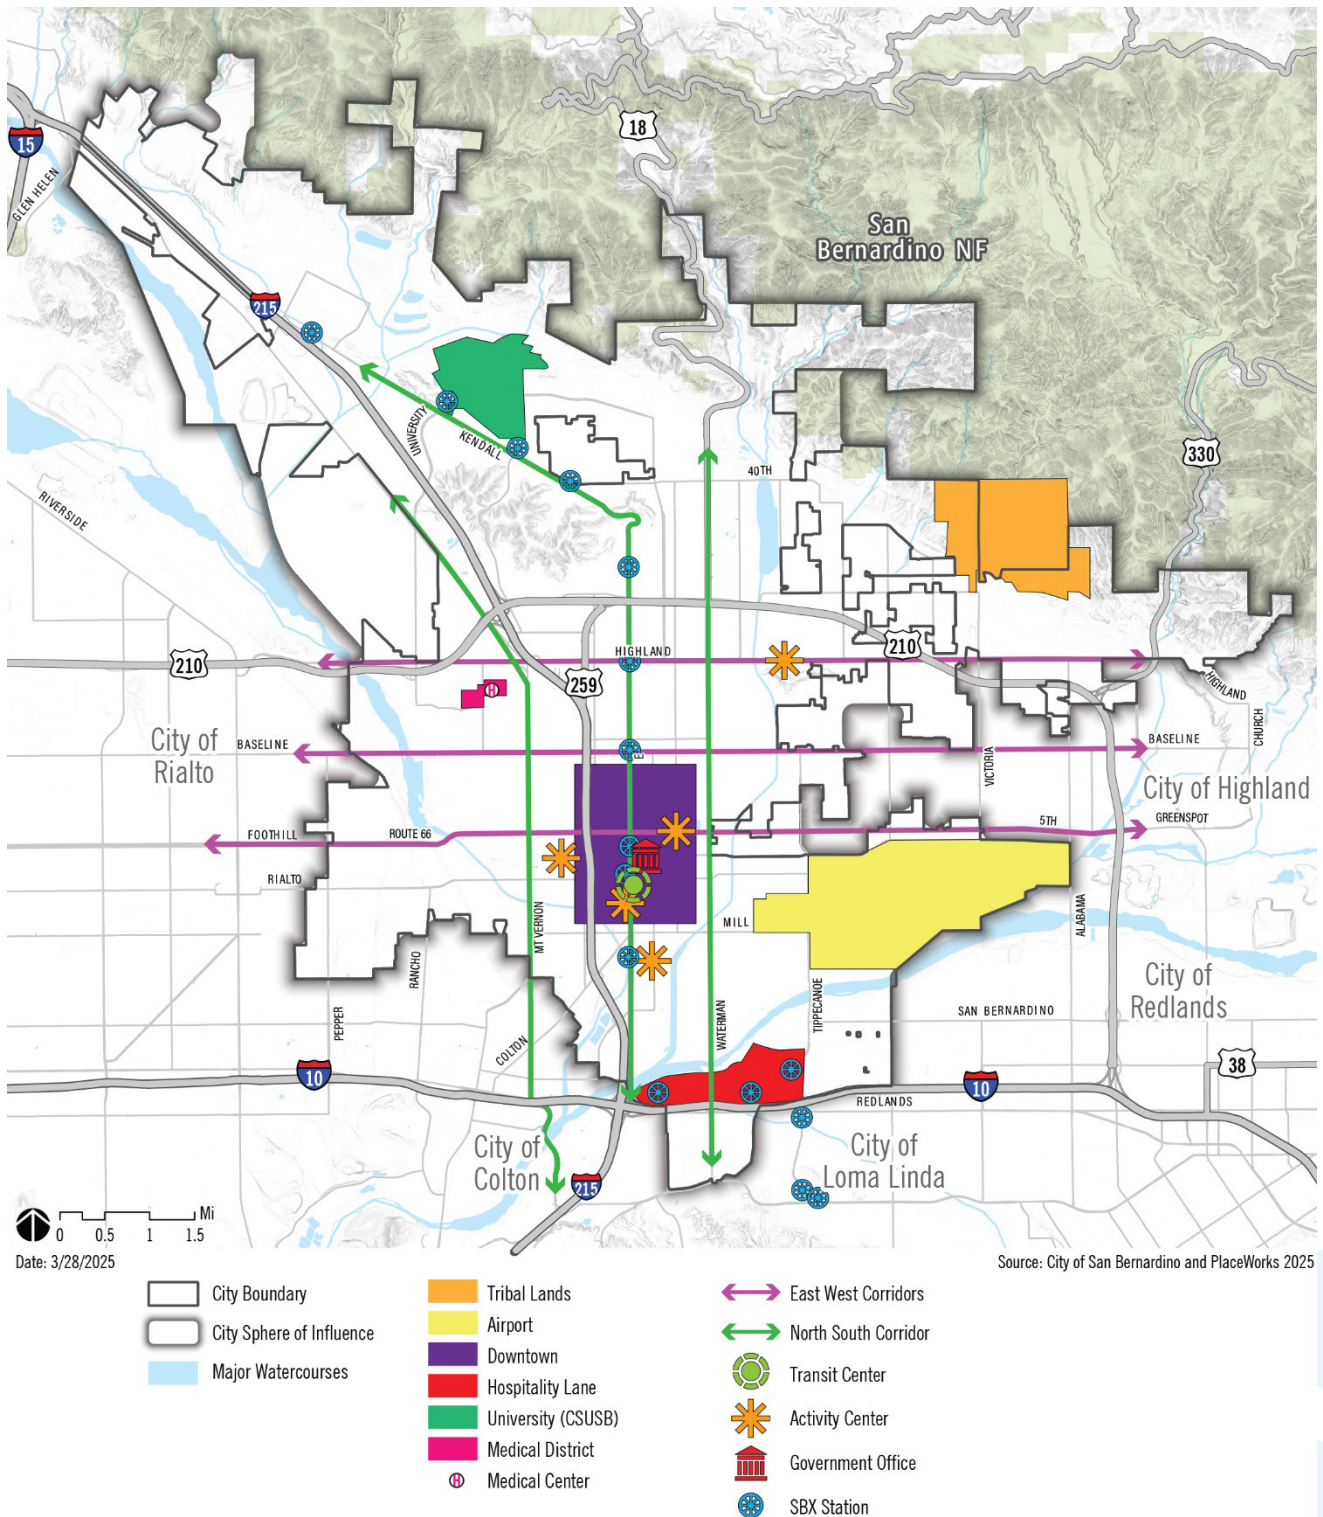 18
15
GLEN HELEN
San
Bernardino NF
215
UNIVERSITY
KENDALL
40TH
330
RIVERSIDE
210
259
HIGHLAND
210
HIGHLAND
CHURCH
City of
Rialto
BASELINE
E
VICTORIA
BASELINE
City of Highland
FOOTHILL
ROUTE 66
5TH
GREENSPOT
RIALTO
MT VERNON
MILL
ALABAMA
RANCHO
PEPPER
COLTON
WATERMAN
TIPPECANOE
SAN BERNARDINO
City of
Redlands
38
10
10
REDLANDS
City of
Colton
City of
Loma Linda
215
Mi
0 0.5 1 1.5
Date: 3/28/2025
Source: City of San Bernardino and PlaceWorks 2025
City Boundary
City Sphere of Influence
Major Watercourses
Tribal Lands
Airport
Downtown
Hospitality Lane
University (CSUSB)
Medical District
H
Medical Center
East West Corridors
North South Corridor
Transit Center
Activity Center
Government Office
SBX Station